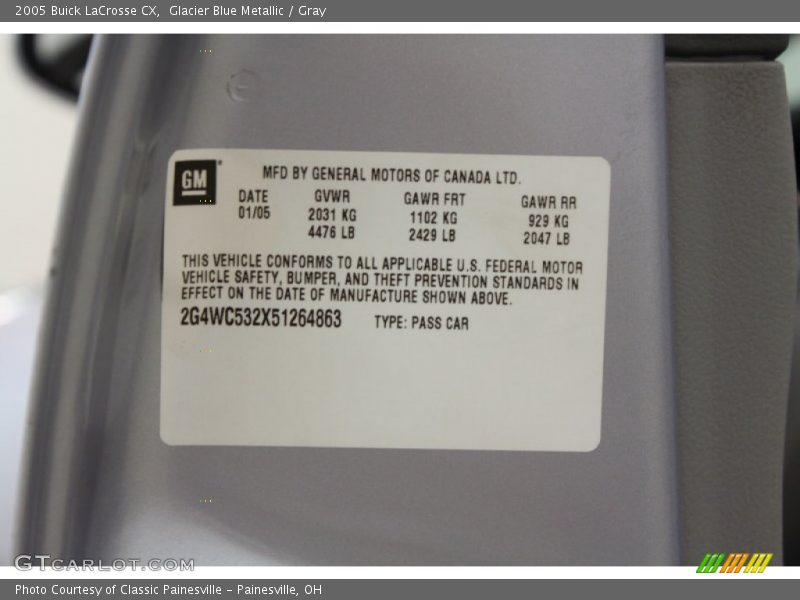 2005 Buick LaCrosse CX,  Glacier Blue Metallic / Gray
GM
MFD BY GENERAL MOTORS OF CANADA LTD.
DATE GVWR GAWR FRT GAWR RR
01/05 2031 KG 1102 KG 929 KG
4476 LB 2429 LB 2047 LB
THIS VEHICLE CONFORMS TO ALL APPLICABLE U.S. FEDERAL MOTOR
VEHICLE SAFETY, BUMPER, AND THEFT PREVENTION STANDARDS IN
EFFECT ON THE DATE OF MANUFACTURE SHOWN ABOVE.
2G4WC532X51264863 TYPE: PASS CAR
GTCARLOT.COM
Photo Courtesy of Classic Painesville - Painesville, OH